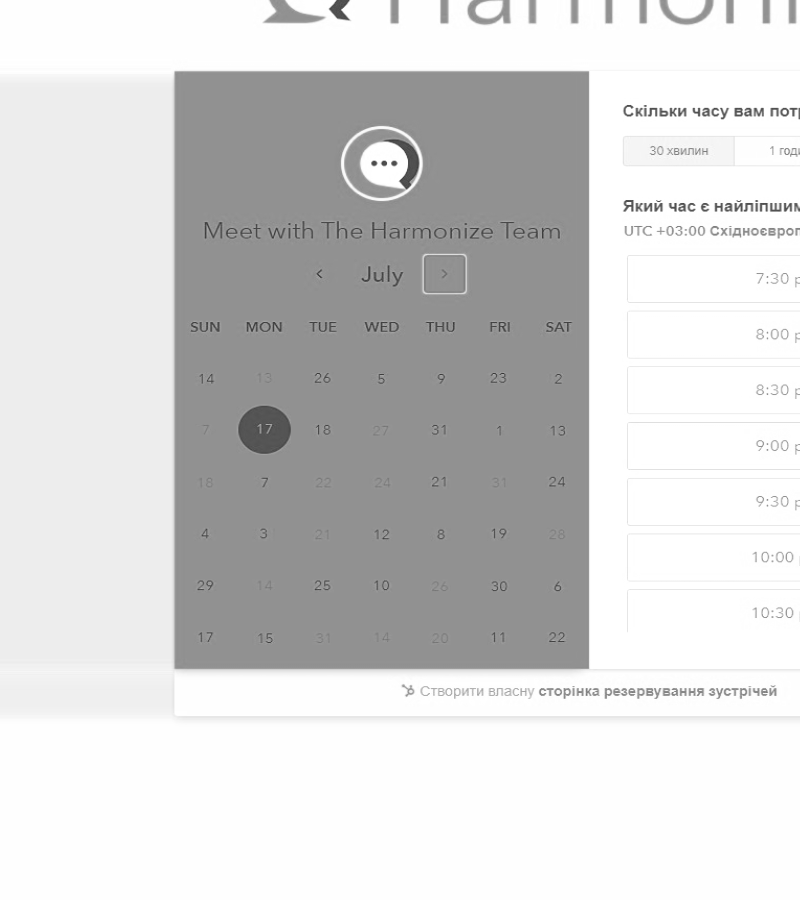 Harmoni
Meet with The Harmonize Team
July
SUN MON TUE WED THU FRI SAT
14 13 26 5 9 23 2
7 17 18 27 31 1 13
18 7 22 24 21 31 24
4 3 21 12 8 19 28
29 14 25 10 26 30 6
17 15 31 14 20 11 22
Скільки часу вам потр
30 хвилин 1 годи
Який час є найліпшим
UTC +03:00 Східноєвроп
7:30 p
8:00 p
8:30 p
9:00 p
9:30 p
10:00 p
10:30 p
Створити власну сторінка резервування зустрічей